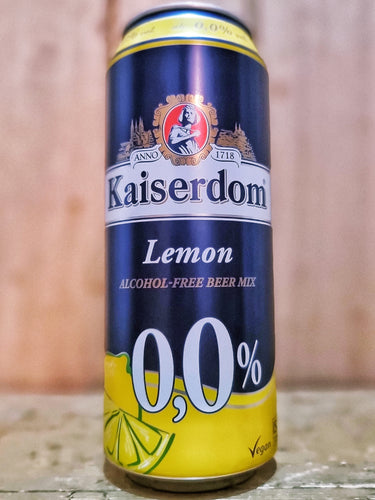 0.0%
ANNO 1718
Kaiserdom
Lemon
ALCOHOL-FREE BEER MIX
0,0%
Vegan